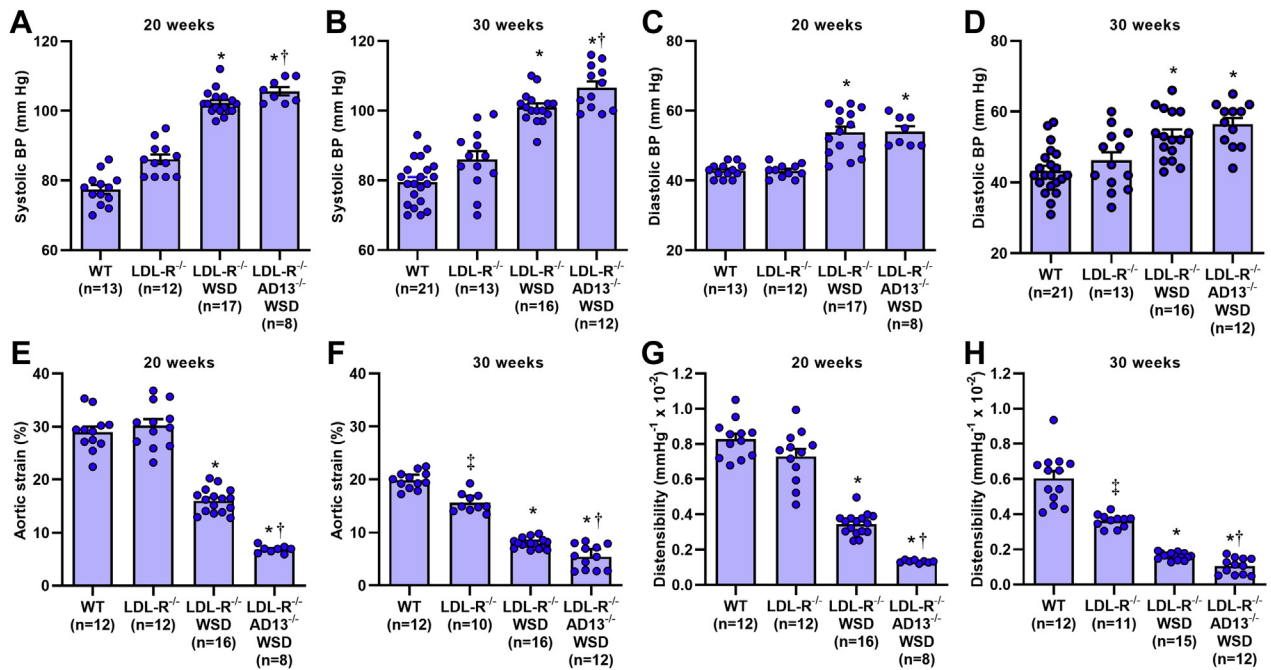 A
20 weeks
Systolic BP (mm Hg)
120
100
80
60
*
*†
WT
(n=13)
LDL-R-/-
(n=12)
LDL-R-/-
WSD
(n=17)
LDL-R-/-
AD13-/-
WSD
(n=8)
B
30 weeks
Systolic BP (mm Hg)
120
100
80
60
*
*†
WT
(n=21)
LDL-R-/-
(n=13)
LDL-R-/-
WSD
(n=16)
LDL-R-/-
AD13-/-
WSD
(n=12)
C
20 weeks
Diastolic BP (mm Hg)
80
60
40
20
*
*
WT
(n=13)
LDL-R-/-
(n=12)
LDL-R-/-
WSD
(n=17)
LDL-R-/-
AD13-/-
WSD
(n=8)
D
30 weeks
Diastolic BP (mm Hg)
80
60
40
20
*
*
WT
(n=21)
LDL-R-/-
(n=13)
LDL-R-/-
WSD
(n=16)
LDL-R-/-
AD13-/-
WSD
(n=12)
E
20 weeks
Aortic strain (%)
40
30
20
10
0
*
*†
WT
(n=12)
LDL-R-/-
(n=12)
LDL-R-/-
WSD
(n=16)
LDL-R-/-
AD13-/-
WSD
(n=8)
F
30 weeks
Aortic strain (%)
40
30
20
10
0
‡
*
*†
WT
(n=12)
LDL-R-/-
(n=10)
LDL-R-/-
WSD
(n=16)
LDL-R-/-
AD13-/-
WSD
(n=12)
G
20 weeks
Distensibility (mmHg-1 x 10-2)
1.2
1.0
0.8
0.6
0.4
0.2
0.0
*
*†
WT
(n=12)
LDL-R-/-
(n=12)
LDL-R-/-
WSD
(n=16)
LDL-R-/-
AD13-/-
WSD
(n=8)
H
30 weeks
Distensibility (mmHg-1 x 10-2)
1.2
1.0
0.8
0.6
0.4
0.2
0.0
‡
*
*†
WT
(n=12)
LDL-R-/-
(n=11)
LDL-R-/-
WSD
(n=15)
LDL-R-/-
AD13-/-
WSD
(n=12)